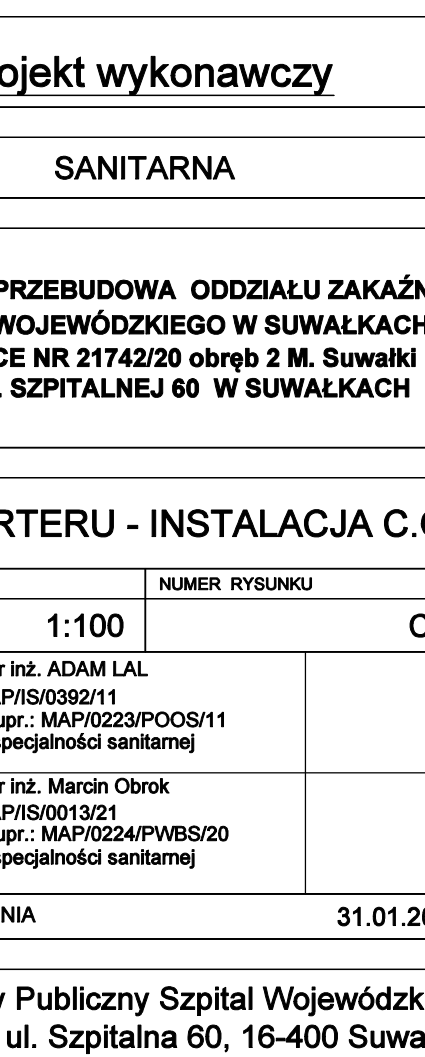 ojekt wykonawczy
SANITARNA
PRZEBUDOWA ODDZIAŁU ZAKAŹN
WOJEWÓDZKIEGO W SUWAŁKACH
CE NR 21742/20 obręb 2 M. Suwałki
. SZPITALNEJ 60 W SUWAŁKACH
RTERU - INSTALACJA C.O
NUMER RYSUNKU
1:100 C
r inż. ADAM LAL
AP/IS/0392/11
upr.: MAP/0223/POOS/11
specjalności sanitarnej
r inż. Marcin Obrok
AP/IS/0013/21
upr.: MAP/0224/PWBS/20
specjalności sanitarnej
NIA 31.01.20
y Publiczny Szpital Wojewódzk
ul. Szpitalna 60, 16-400 Suwa